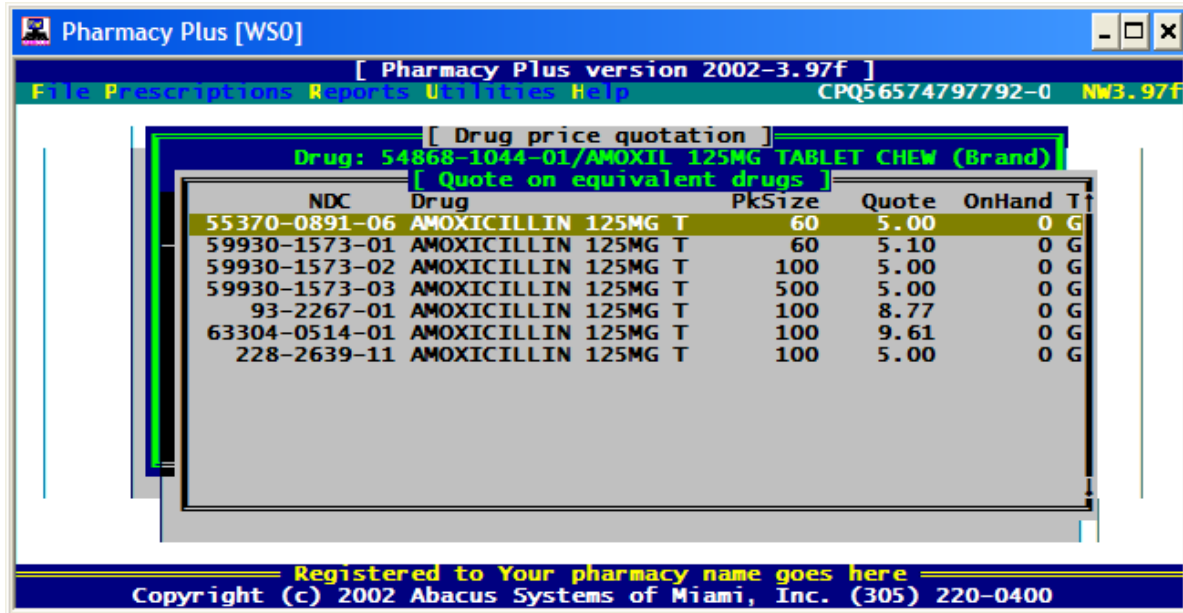 Pharmacy Plus [WS0]
[ Pharmacy Plus version 2002-3.97f ]
File Prescriptions Reports Utilities Help CPQ56574797792-0 NW3.97f
[ Drug price quotation ]
Drug: 54868-1044-01/AMOXIL 125MG TABLET CHEW (Brand)
[ Quote on equivalent drugs ]
NDC Drug PkSize Quote OnHand T↑
55370-0891-06 AMOXICILLIN 125MG T 60 5.00 0 G
59930-1573-01 AMOXICILLIN 125MG T 60 5.10 0 G
59930-1573-02 AMOXICILLIN 125MG T 100 5.00 0 G
59930-1573-03 AMOXICILLIN 125MG T 500 5.00 0 G
93-2267-01 AMOXICILLIN 125MG T 100 8.77 0 G
63304-0514-01 AMOXICILLIN 125MG T 100 9.61 0 G
228-2639-11 AMOXICILLIN 125MG T 100 5.00 0 G
Registered to Your pharmacy name goes here
Copyright (c) 2002 Abacus Systems of Miami, Inc. (305) 220-0400